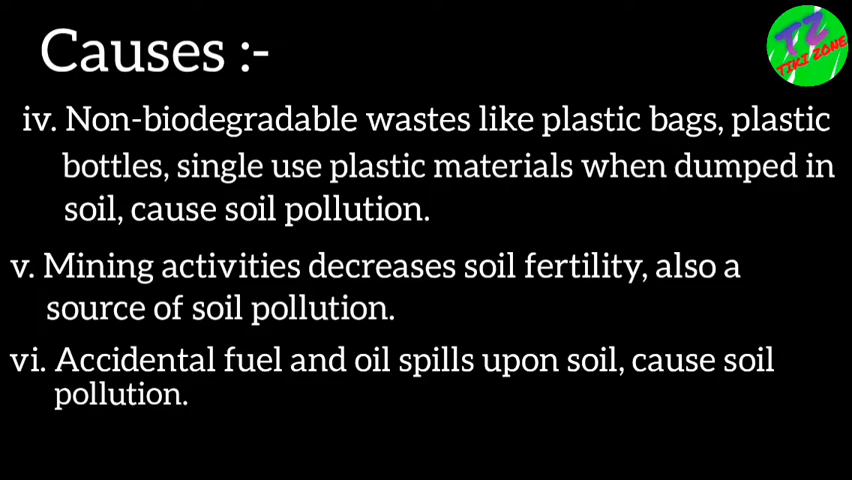 Causes :-
TZ
TIKI ZONE
iv. Non-biodegradable wastes like plastic bags, plastic
bottles, single use plastic materials when dumped in
soil, cause soil pollution.
v. Mining activities decreases soil fertility, also a
source of soil pollution.
vi. Accidental fuel and oil spills upon soil, cause soil
pollution.